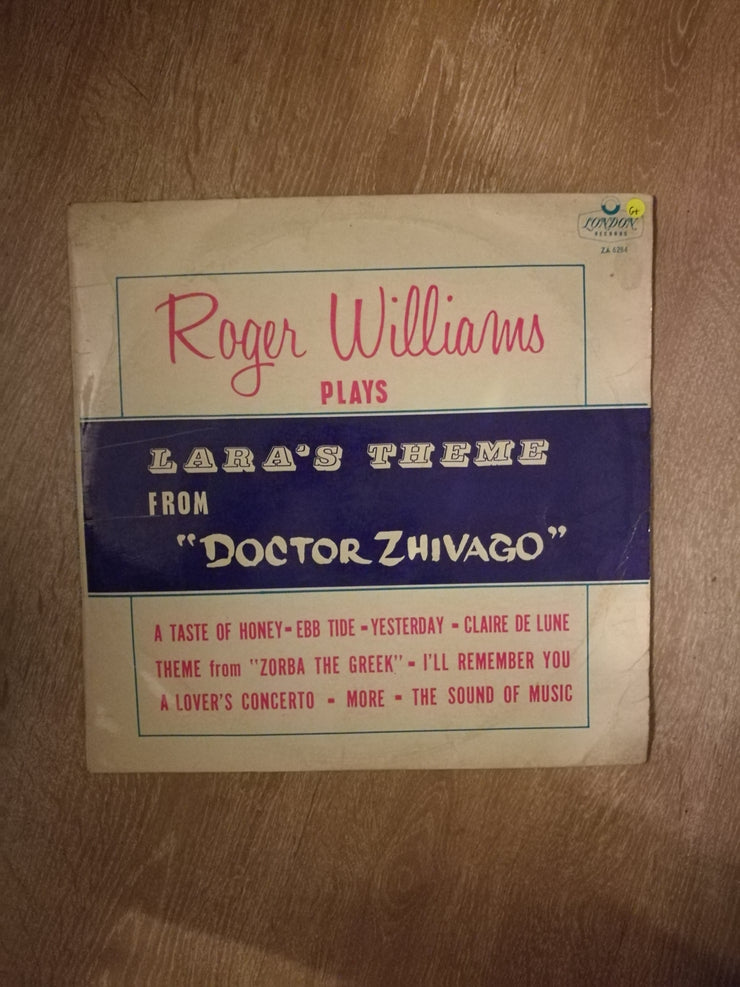 G+
LONDON
RECORDS
ZA 6284
Roger Williams
PLAYS
LARA'S THEME
FROM
"DOCTOR ZHIVAGO"
A TASTE OF HONEY - EBB TIDE - YESTERDAY - CLAIRE DE LUNE
THEME from "ZORBA THE GREEK" - I'LL REMEMBER YOU
A LOVER'S CONCERTO - MORE - THE SOUND OF MUSIC